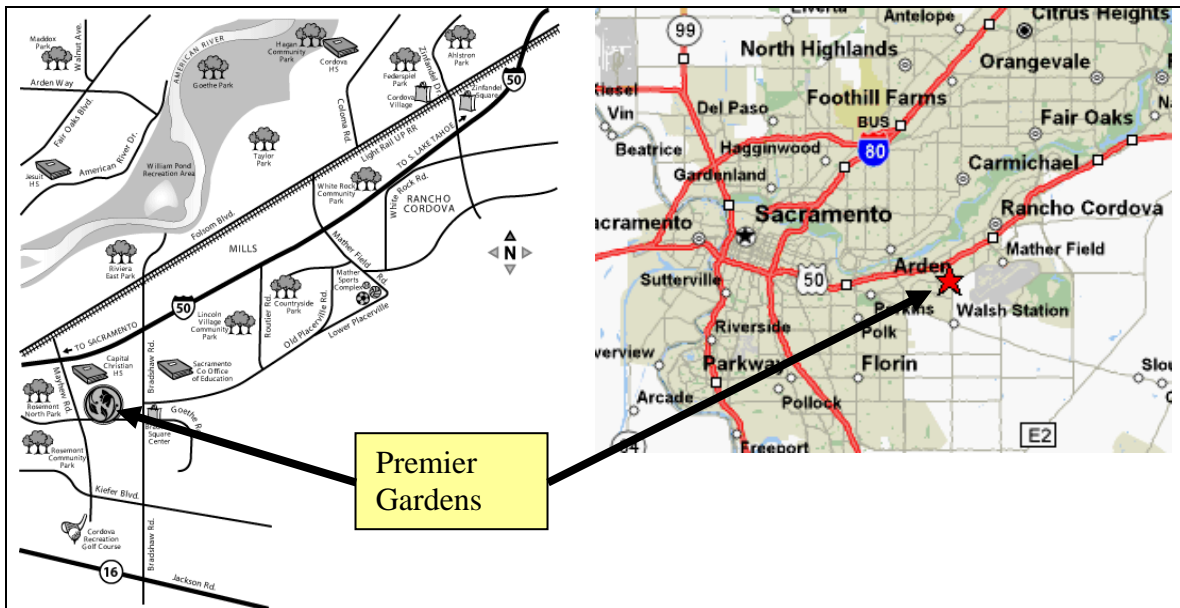 Maddox
Park
Walnut Ave.
Arden Way
Fair Oaks Blvd.
American River Dr.
Jesuit
HS
AMERICAN RIVER
Goethe Park
William Pond
Recreation Area
Hagan
Community
Park
Cordova
HS
Taylor
Park
Coloma Rd.
Federspiel
Park
Cordova
Village
Zinfandel Dr.
Ahlstron
Park
Zinfandel
Square
50
Light Rail UP RR
TO S. LAKE TAHOE
White Rock
Community
Park
White Rock Rd.
RANCHO
CORDOVA
Folsom Blvd.
MILLS
N
Riviera
East Park
Mather Field Rd.
Mather
Sports
Complex
50
Lincoln
Village
Community
Park
Routier Rd.
Countryside
Park
Old Placerville
Lower Placerville
TO SACRAMENTO
Capital
Christian
HS
Bradshaw Rd.
Sacramento
Co Office
of Education
Mayhew Rd.
Rosemont
North Park
Goethe
Square
Center
Rosemont
Community
Park
Kiefer Blvd.
Cordova
Recreation
Golf Course
Bradshaw Rd.
16
Jackson Rd.
Premier
Gardens
99
Elverta
Antelope
Citrus Heights
North Highlands
Orangevale
Vin
Del Paso
Foothill Farms
BUS
80
Fair Oaks
Beatrice
Hagginwood
Carmichael
Gardenland
Sacramento
Rancho Cordova
Mather Field
50
Arden
Sutterville
Perkins
Walsh Station
Riverside
Polk
Parkway
Florin
Arcade
Pollock
E2
Freeport